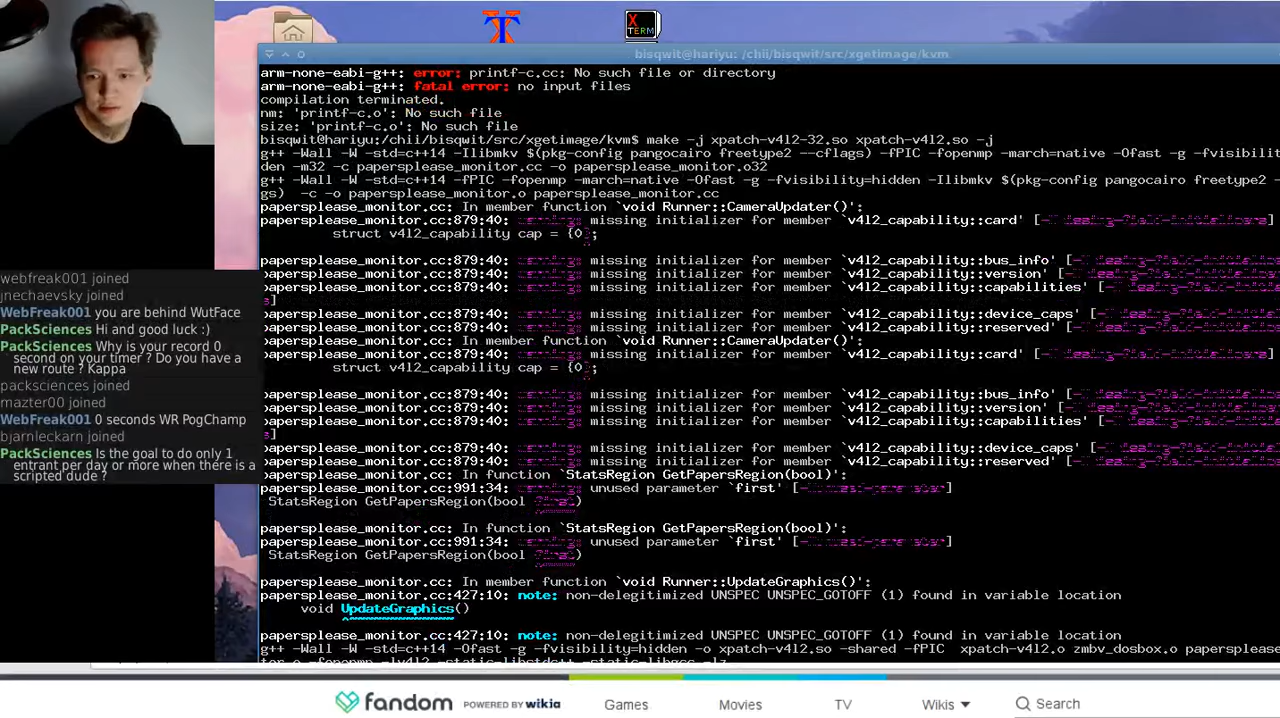 XTERM
bisqwit@hariyu: /chii/bisqwit/src/xgetimage/kvm
arm-none-eabi-g++: error: printf-c.cc: No such file or directory
arm-none-eabi-g++: fatal error: no input files
compilation terminated.
nm: 'printf-c.o': No such file
size: 'printf-c.o': No such file
bisqwit@hariyu:/chii/bisqwit/src/xgetimage/kvm$ make -j xpatch-v4l2-32.so xpatch-v4l2.so -j
g++ -Wall -W -std=c++14 -Ilibmkv $(pkg-config pangocairo freetype2 --cflags) -fPIC -fopenmp -march=native -Ofast -g -fvisibili
den -m32 -c papersplease_monitor.cc -o papersplease_monitor.o32
g++ -Wall -W -std=c++14 -fPIC -fopenmp -march=native -Ofast -g -fvisibility=hidden -Ilibmkv $(pkg-config pangocairo freetype2 -
gs) -c -o papersplease_monitor.o papersplease_monitor.cc
papersplease_monitor.cc: In member function `void Runner::CameraUpdater()':
papersplease_monitor.cc:879:40: missing initializer for member `v4l2_capability::card' [
struct v4l2_capability cap = {0};
papersplease_monitor.cc:879:40: missing initializer for member `v4l2_capability::bus_info' [
papersplease_monitor.cc:879:40: missing initializer for member `v4l2_capability::version' [
papersplease_monitor.cc:879:40: missing initializer for member `v4l2_capability::capabilities' [
s]
papersplease_monitor.cc:879:40: missing initializer for member `v4l2_capability::device_caps' [
papersplease_monitor.cc:879:40: missing initializer for member `v4l2_capability::reserved' [
papersplease_monitor.cc: In member function `void Runner::CameraUpdater()':
papersplease_monitor.cc:879:40: missing initializer for member `v4l2_capability::card' [
struct v4l2_capability cap = {0};
papersplease_monitor.cc:879:40: missing initializer for member `v4l2_capability::bus_info' [
papersplease_monitor.cc:879:40: missing initializer for member `v4l2_capability::version' [
papersplease_monitor.cc:879:40: missing initializer for member `v4l2_capability::capabilities' [
s]
papersplease_monitor.cc:879:40: missing initializer for member `v4l2_capability::device_caps' [
papersplease_monitor.cc:879:40: missing initializer for member `v4l2_capability::reserved' [
papersplease_monitor.cc: In function `StatsRegion GetPapersRegion(bool)':
papersplease_monitor.cc:991:34: unused parameter `first' [
StatsRegion GetPapersRegion(bool first)
papersplease_monitor.cc: In function `StatsRegion GetPapersRegion(bool)':
papersplease_monitor.cc:991:34: unused parameter `first' [
StatsRegion GetPapersRegion(bool first)
papersplease_monitor.cc: In member function `void Runner::UpdateGraphics()':
papersplease_monitor.cc:427:10: note: non-delegitimized UNSPEC UNSPEC_GOTOFF (1) found in variable location
void UpdateGraphics()
papersplease_monitor.cc:427:10: note: non-delegitimized UNSPEC UNSPEC_GOTOFF (1) found in variable location
g++ -Wall -W -std=c++14 -Ofast -g -fvisibility=hidden -o xpatch-v4l2.so -shared -fPIC xpatch-v4l2.o zmbv_dosbox.o papersplease
tor.o -fopenmp -lv4l2 -static-libstdc++ -static-libgcc -lz
webfreak001 joined
jnechaevsky joined
WebFreak001 you are behind WutFace
PackSciences Hi and good luck :)
PackSciences Why is your record 0
second on your timer ? Do you have a
new route ? Kappa
packsciences joined
mazter00 joined
WebFreak001 0 seconds WR PogChamp
bjarnleckarn joined
PackSciences Is the goal to do only 1
entrant per day or more when there is a
scripted dude ?
fandom POWERED BY wikia
Games
Movies
TV
Wikis
Search